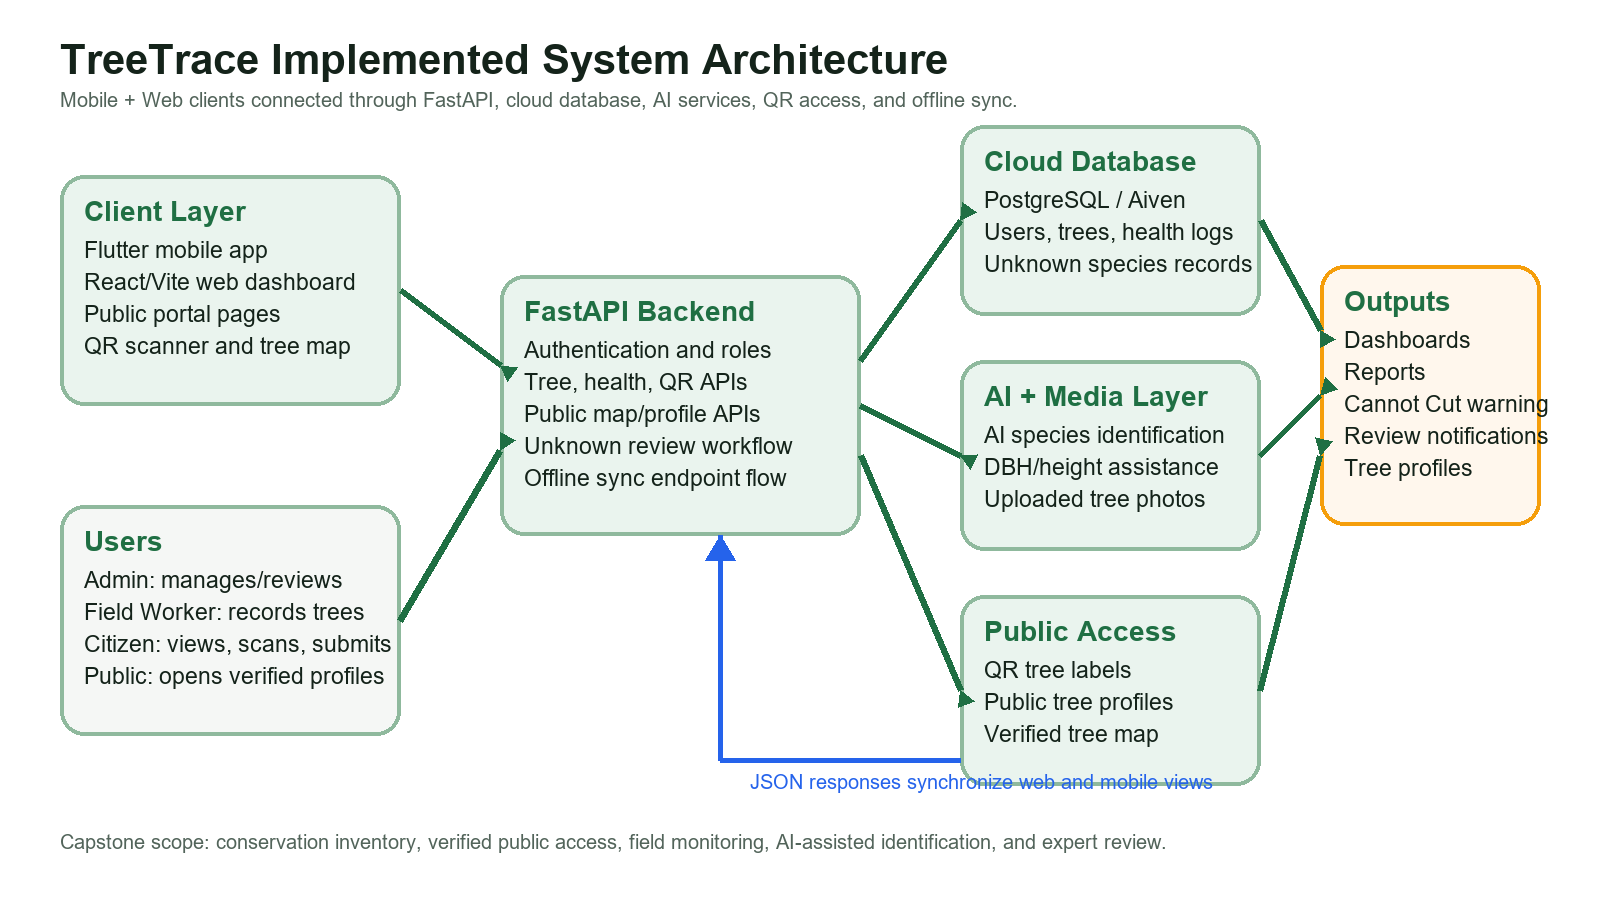 TreeTrace Implemented System Architecture
Mobile + Web clients connected through FastAPI, cloud database, AI services, QR access, and offline sync.
Client Layer
Flutter mobile app
React/Vite web dashboard
Public portal pages
QR scanner and tree map
Users
Admin: manages/reviews
Field Worker: records trees
Citizen: views, scans, submits
Public: opens verified profiles
FastAPI Backend
Authentication and roles
Tree, health, QR APIs
Public map/profile APIs
Unknown review workflow
Offline sync endpoint flow
Cloud Database
PostgreSQL / Aiven
Users, trees, health logs
Unknown species records
AI + Media Layer
AI species identification
DBH/height assistance
Uploaded tree photos
Public Access
QR tree labels
Public tree profiles
Verified tree map
JSON responses synchronize web and mobile views
Outputs
Dashboards
Reports
Cannot Cut warning
Review notifications
Tree profiles
Capstone scope: conservation inventory, verified public access, field monitoring, AI-assisted identification, and expert review.